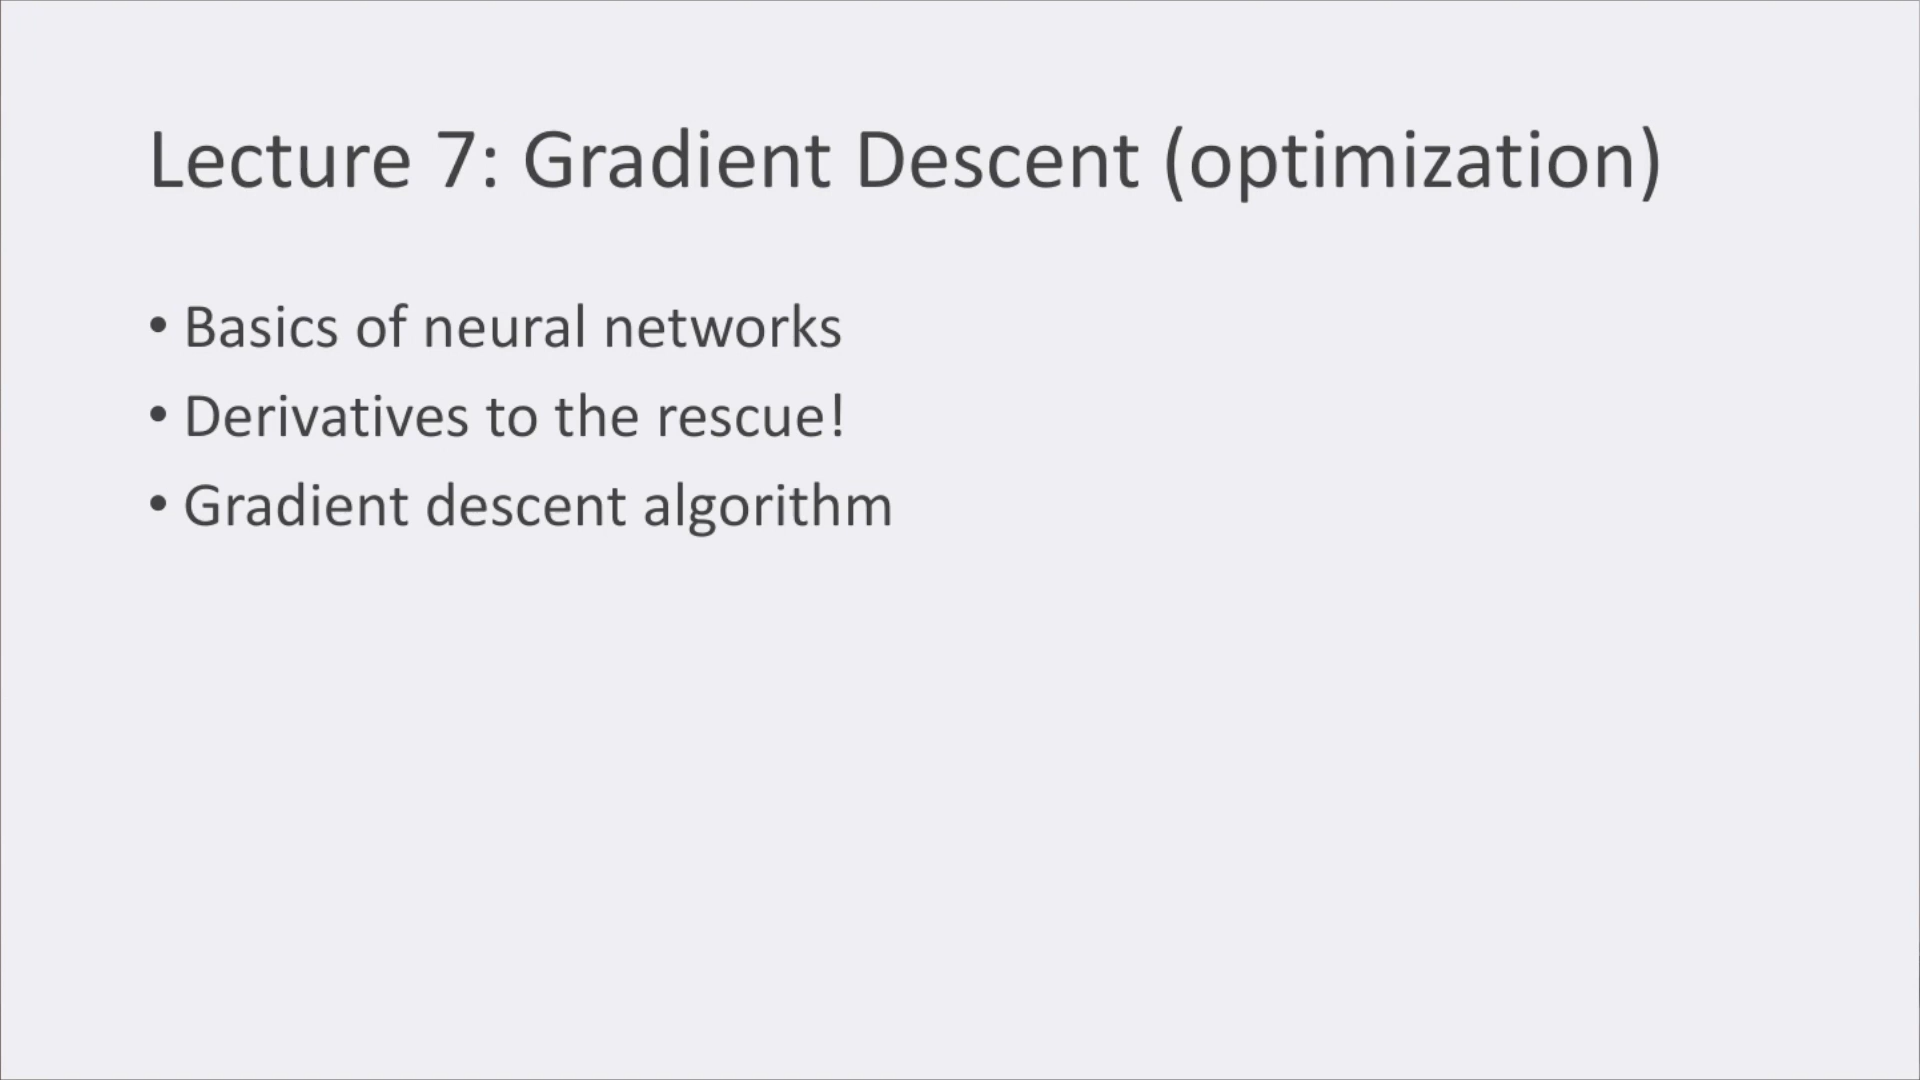 Lecture 7: Gradient Descent (optimization)
• Basics of neural networks
• Derivatives to the rescue!
• Gradient descent algorithm